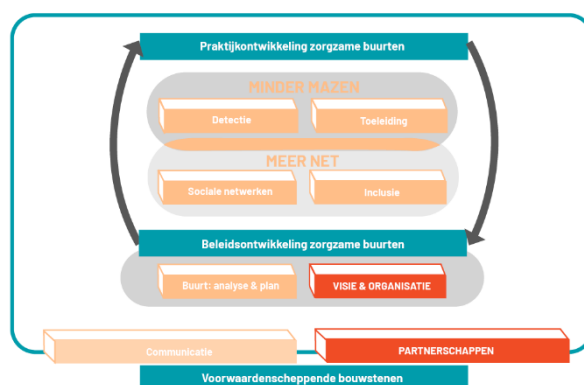 Praktijkontwikkeling zorgzame buurten
MINDER MAZEN
Detectie
Toeleiding
MEER NET
Sociale netwerken
Inclusie
Beleidsontwikkeling zorgzame buurten
Buurt: analyse & plan
VISIE & ORGANISATIE
Communicatie
PARTNERSCHAPPEN
Voorwaardenscheppende bouwstenen